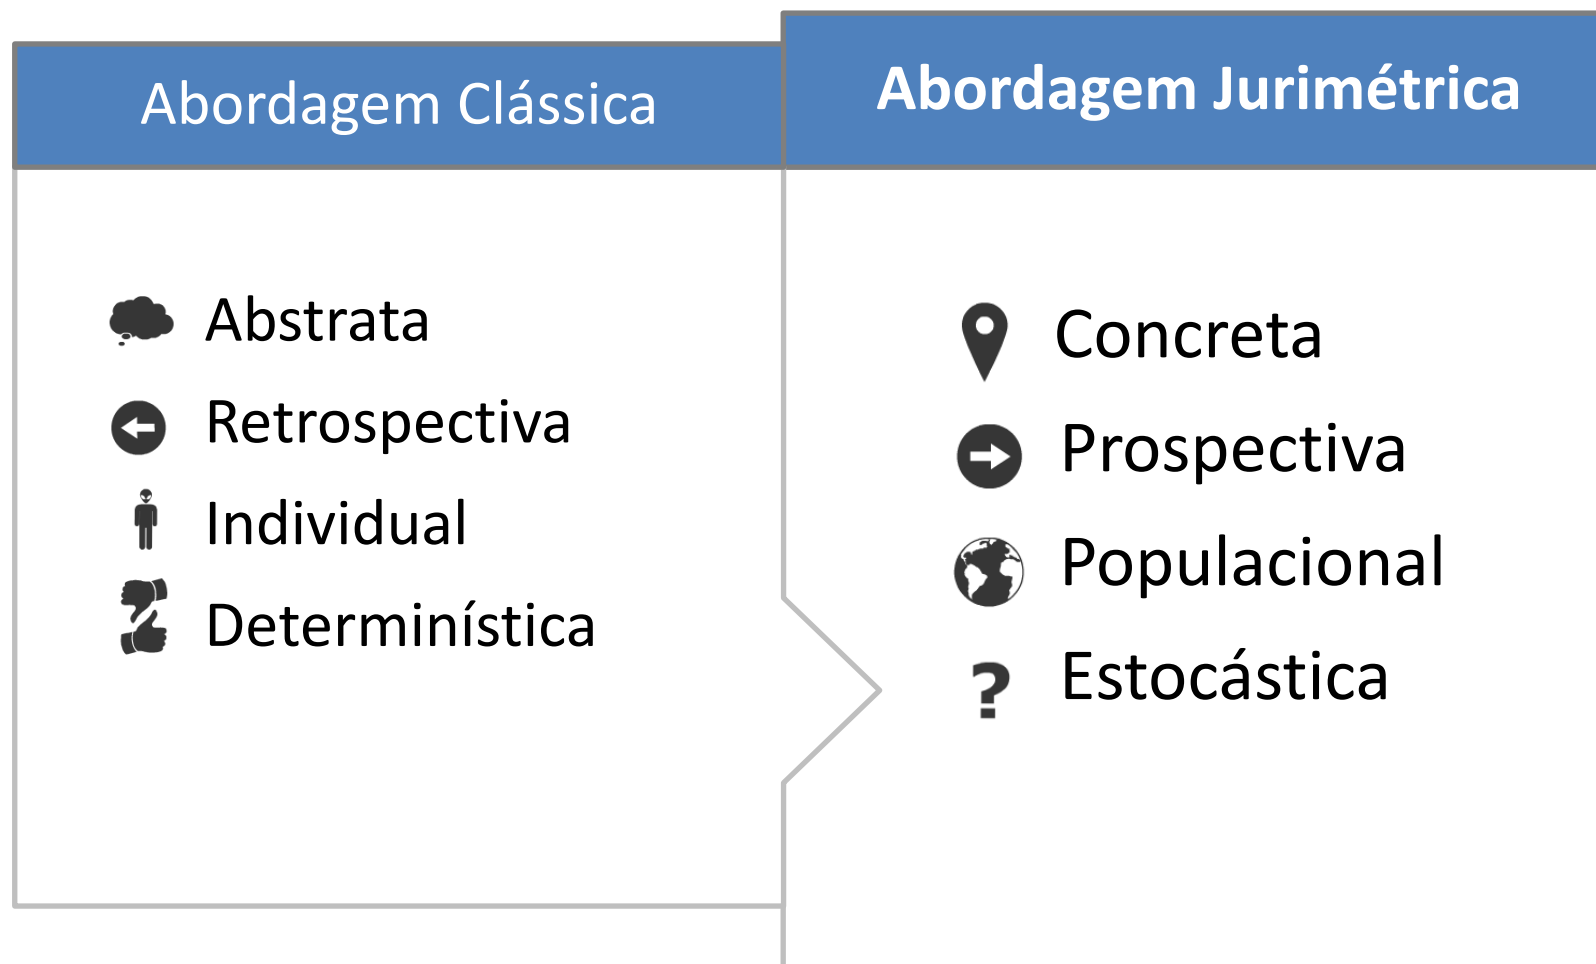 Abordagem Clássica
Abstrata
Retrospectiva
Individual
Determinística
Abordagem Jurimétrica
Concreta
Prospectiva
Populacional
? Estocástica